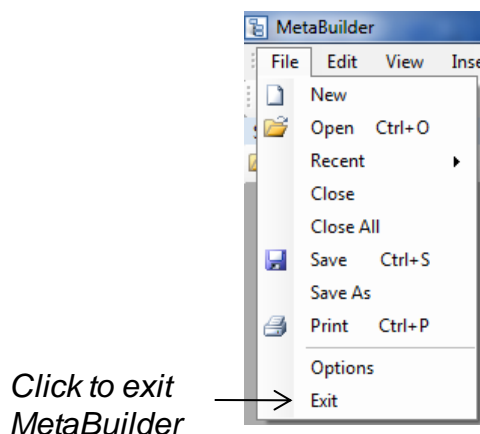 MetaBuilder
File Edit View Inse
New
Open Ctrl+O
Recent
Close
Close All
Save Ctrl+S
Save As
Print Ctrl+P
Options
Exit
Click to exit
MetaBuilder